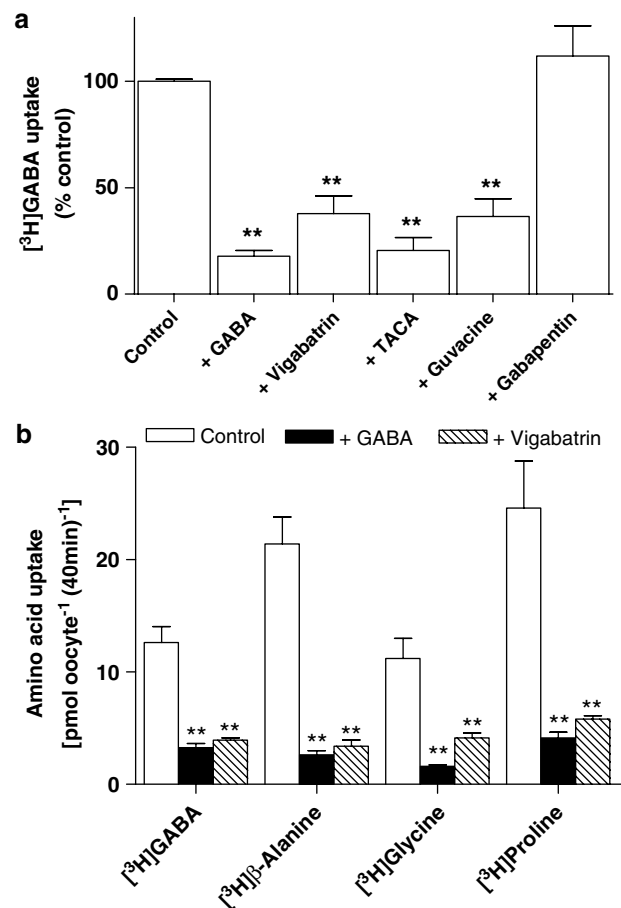 a
[³H]GABA uptake
(% control)
100
50
0
**
**
**
**
Control
+ GABA
+ Vigabatrin
+ TACA
+ Guvacine
+ Gabapentin
b
Control
+ GABA
+ Vigabatrin
Amino acid uptake
[pmol oocyte⁻¹ (40min)⁻¹]
30
20
10
0
** **
** **
** **
** **
[³H]GABA
[³H]β-Alanine
[³H]Glycine
[³H]Proline